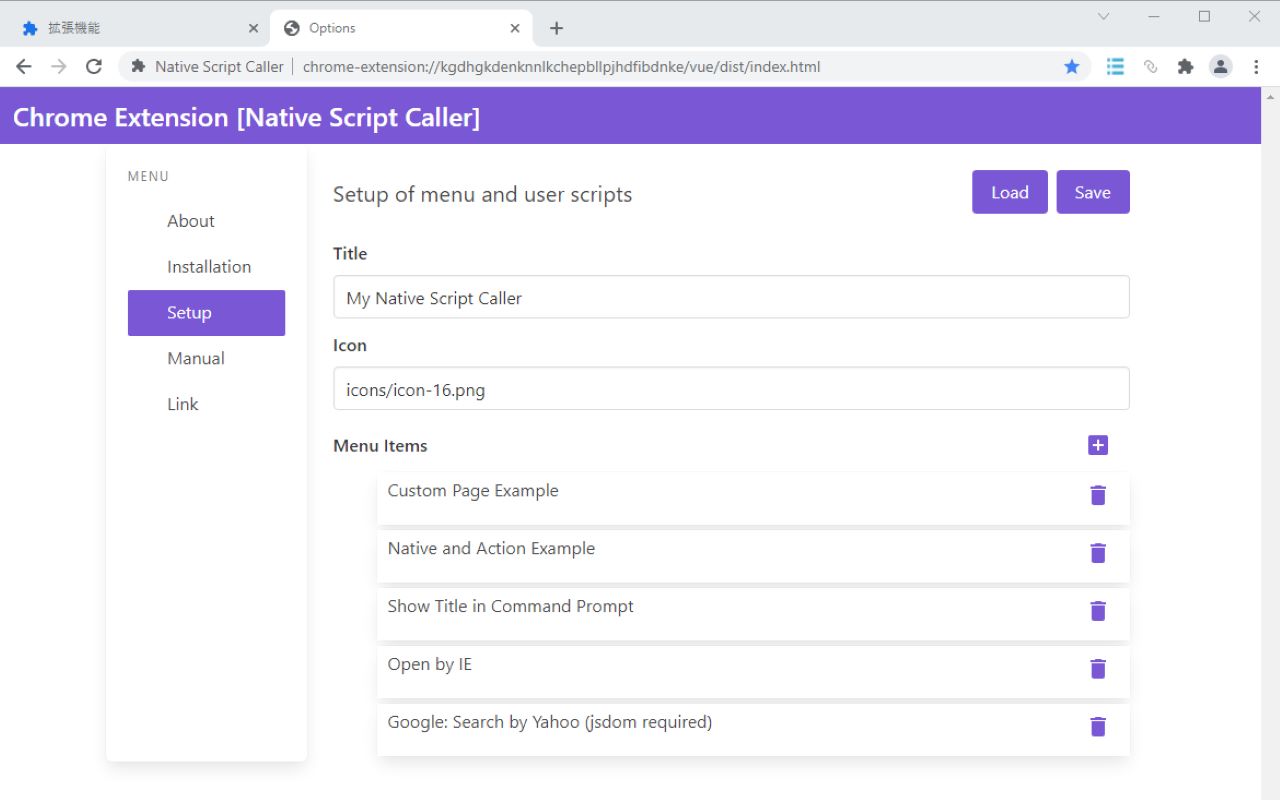 拡張機能
Options
Native Script Caller
chrome-extension://kgdhgkdenknnlkchepbllpjhdfibdnke/vue/dist/index.html
Chrome Extension [Native Script Caller]
MENU
About
Installation
Setup
Manual
Link
Setup of menu and user scripts
Load
Save
Title
My Native Script Caller
Icon
icons/icon-16.png
Menu Items
Custom Page Example
Native and Action Example
Show Title in Command Prompt
Open by IE
Google: Search by Yahoo (jsdom required)